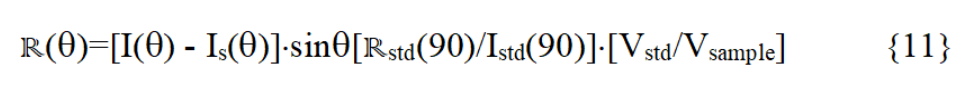 ℝ(θ)=[I(θ) - Iₛ(θ)]·sinθ[ℝstd(90)/Istd(90)]·[Vstd/Vsample] {11}